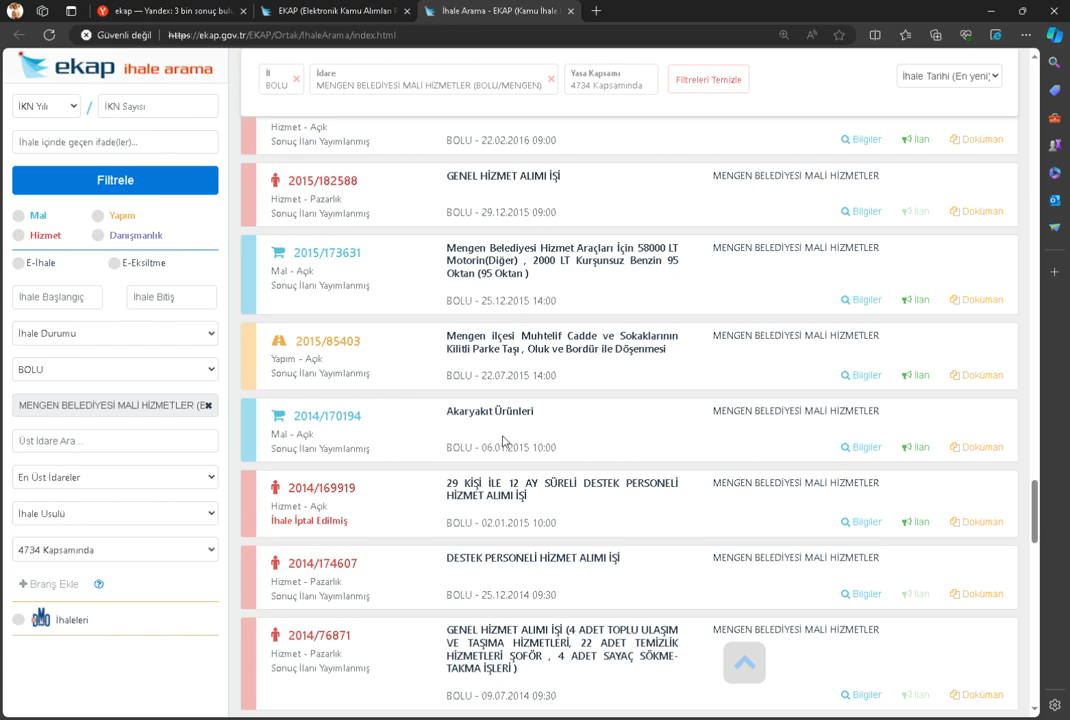 ekap — Yandex: 3 bin sonuç bulu
EKAP (Elektronik Kamu Alımları P
İhale Arama - EKAP (Kamu İhale
Güvenli değil
https://ekap.gov.tr/EKAP/Ortak/IhaleArama/index.html
ekap ihale arama
İKN Yılı / İKN Sayısı
İhale içinde geçen ifade(ler)...
Filtrele
Mal Yapım
Hizmet Danışmanlık
E-İhale E-Eksiltme
İhale Başlangıç İhale Bitiş
İhale Durumu
BOLU
MENGEN BELEDİYESİ MALİ HİZMETLER (B
Üst İdare Ara...
En Üst İdareler
İhale Usulü
4734 Kapsamında
Branş Ekle
DMO İhaleleri
İl
BOLU
İdare
MENGEN BELEDİYESİ MALİ HİZMETLER (BOLU/MENGEN)
Yasa Kapsamı
4734 Kapsamında
Filtreleri Temizle
İhale Tarihi (En yeni)
Hizmet - Açık
Sonuç İlanı Yayımlanmış
BOLU - 22.02.2016 09:00
Bilgiler İlan Doküman
2015/182588
Hizmet - Pazarlık
Sonuç İlanı Yayımlanmış
GENEL HİZMET ALIMI İŞİ
BOLU - 29.12.2015 09:00
MENGEN BELEDİYESİ MALİ HİZMETLER
Bilgiler İlan Doküman
2015/173631
Mal - Açık
Sonuç İlanı Yayımlanmış
Mengen Belediyesi Hizmet Araçları İçin 58000 LT
Motorin(Diğer) , 2000 LT Kurşunsuz Benzin 95
Oktan (95 Oktan )
BOLU - 25.12.2015 14:00
MENGEN BELEDİYESİ MALİ HİZMETLER
Bilgiler İlan Doküman
2015/85403
Yapım - Açık
Sonuç İlanı Yayımlanmış
Mengen ilçesi Muhtelif Cadde ve Sokaklarının
Kilitli Parke Taşı , Oluk ve Bordür ile Döşenmesi
BOLU - 22.07.2015 14:00
MENGEN BELEDİYESİ MALİ HİZMETLER
Bilgiler İlan Doküman
2014/170194
Mal - Açık
Sonuç İlanı Yayımlanmış
Akaryakıt Ürünleri
BOLU - 06.01.2015 10:00
MENGEN BELEDİYESİ MALİ HİZMETLER
Bilgiler İlan Doküman
2014/169919
Hizmet - Açık
İhale İptal Edilmiş
29 KİŞİ İLE 12 AY SÜRELİ DESTEK PERSONELİ
HİZMET ALIMI İŞİ
BOLU - 02.01.2015 10:00
MENGEN BELEDİYESİ MALİ HİZMETLER
Bilgiler İlan Doküman
2014/174607
Hizmet - Pazarlık
Sonuç İlanı Yayımlanmış
DESTEK PERSONELİ HİZMET ALIMI İŞİ
BOLU - 25.12.2014 09:30
MENGEN BELEDİYESİ MALİ HİZMETLER
Bilgiler İlan Doküman
2014/76871
Hizmet - Pazarlık
Sonuç İlanı Yayımlanmış
GENEL HİZMET ALIMI İŞİ (4 ADET TOPLU ULAŞIM
VE TAŞIMA HİZMETLERİ, 22 ADET TEMİZLİK
HİZMETLERİ ŞOFÖR , 4 ADET SAYAÇ SÖKME-
TAKMA İŞLERİ )
BOLU - 09.07.2014 09:30
MENGEN BELEDİYESİ MALİ HİZMETLER
Bilgiler İlan Doküman